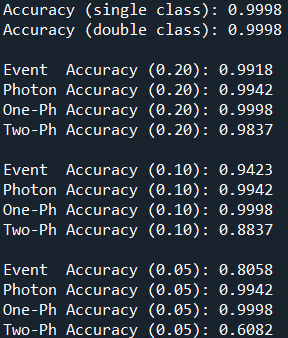 Accuracy (single class): 0.9998
Accuracy (double class): 0.9998
Event  Accuracy (0.20): 0.9918
Photon Accuracy (0.20): 0.9942
One-Ph Accuracy (0.20): 0.9998
Two-Ph Accuracy (0.20): 0.9837
Event  Accuracy (0.10): 0.9423
Photon Accuracy (0.10): 0.9942
One-Ph Accuracy (0.10): 0.9998
Two-Ph Accuracy (0.10): 0.8837
Event  Accuracy (0.05): 0.8058
Photon Accuracy (0.05): 0.9942
One-Ph Accuracy (0.05): 0.9998
Two-Ph Accuracy (0.05): 0.6082